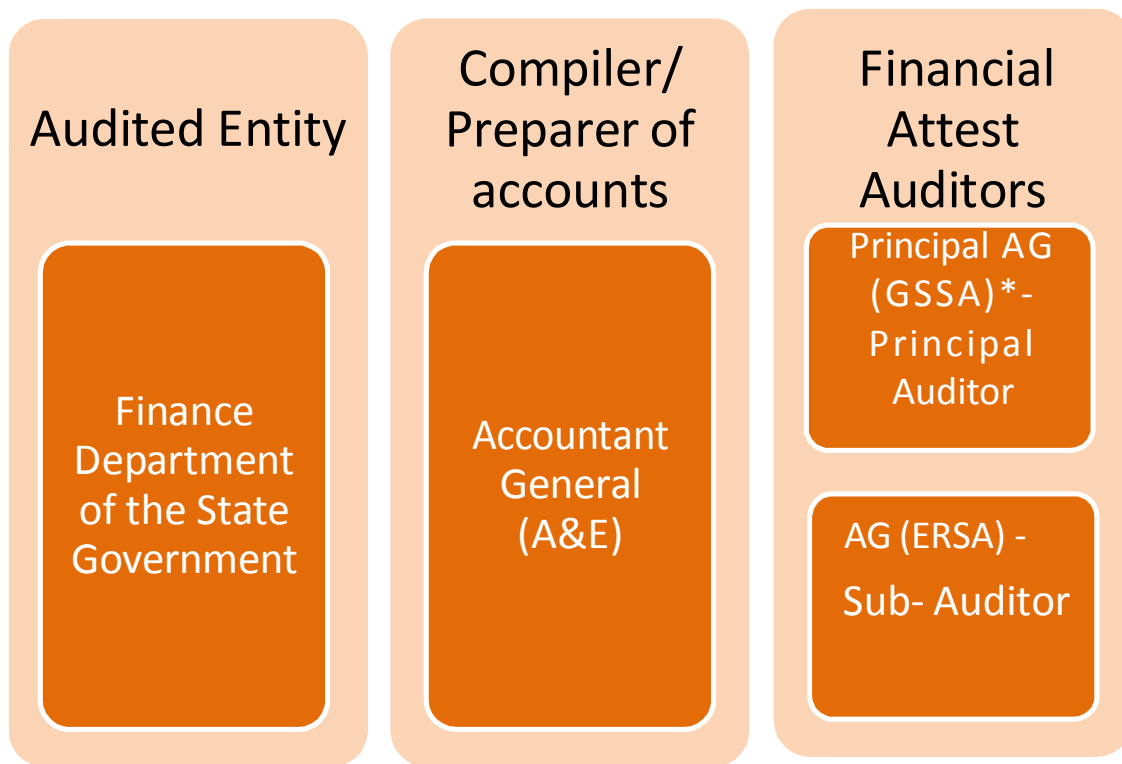 Audited Entity
Finance
Department
of the State
Government
Compiler/
Preparer of
accounts
Accountant
General
(A&E)
Financial
Attest
Auditors
Principal AG
(GSSA)*-
Principal
Auditor
AG (ERSA) -
Sub- Auditor